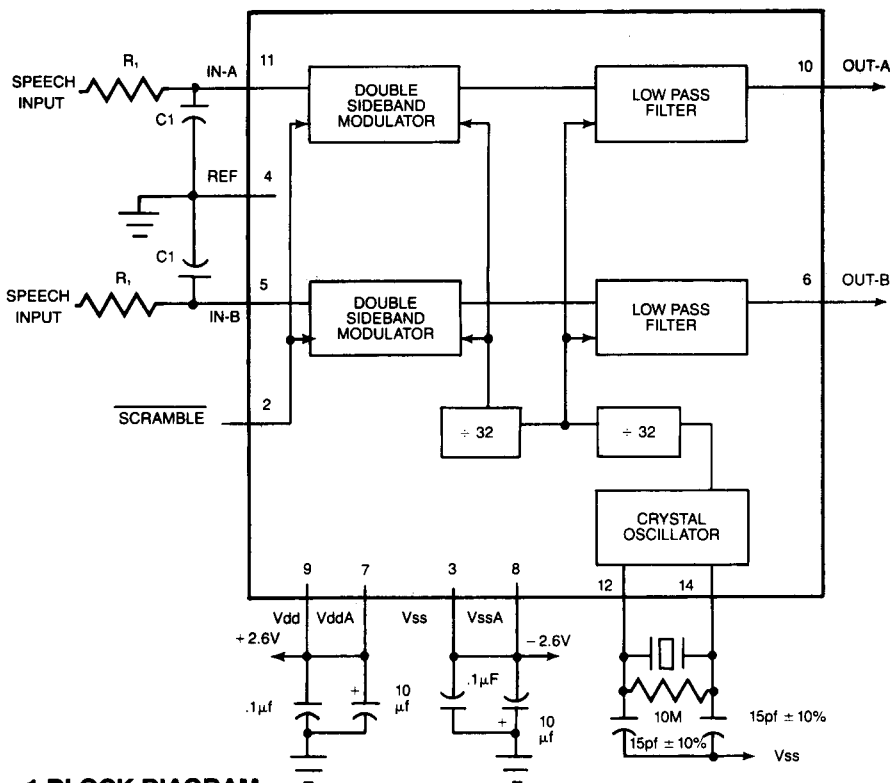 R₁
IN-A
11
SPEECH
INPUT
C1
DOUBLE
SIDEBAND
MODULATOR
LOW PASS
FILTER
10
OUT-A
REF
4
C1
R₁
5
SPEECH
INPUT
IN-B
DOUBLE
SIDEBAND
MODULATOR
LOW PASS
FILTER
6
OUT-B
SCRAMBLE
2
÷ 32
÷ 32
CRYSTAL
OSCILLATOR
9
7
3
8
12
14
Vdd
VddA
Vss
VssA
+2.6V
−2.6V
.1µf
+
10
µf
.1µF
+
10
µf
10M
15pf ± 10%
15pf ± 10%
Vss